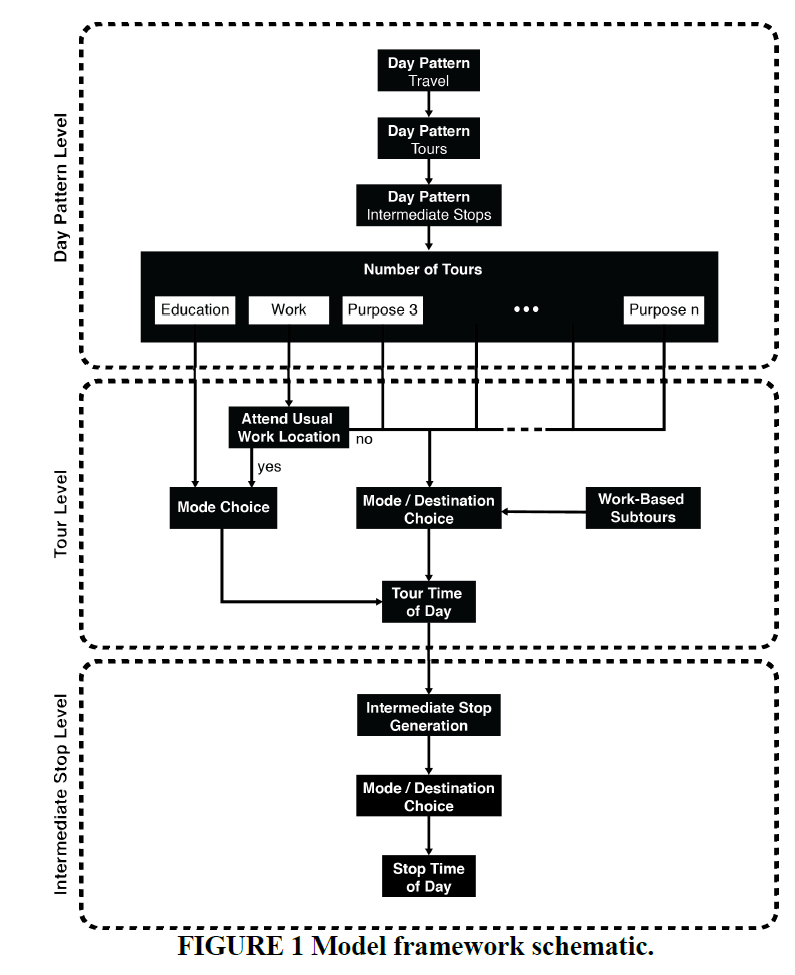 Day Pattern Level
Day Pattern
Travel
Day Pattern
Tours
Day Pattern
Intermediate Stops
Number of Tours
Education
Work
Purpose 3
•••
Purpose n
Tour Level
Attend Usual
Work Location
no
yes
Mode Choice
Mode / Destination
Choice
Work-Based
Subtours
Tour Time
of Day
Intermediate Stop Level
Intermediate Stop
Generation
Mode / Destination
Choice
Stop Time
of Day
FIGURE 1 Model framework schematic.